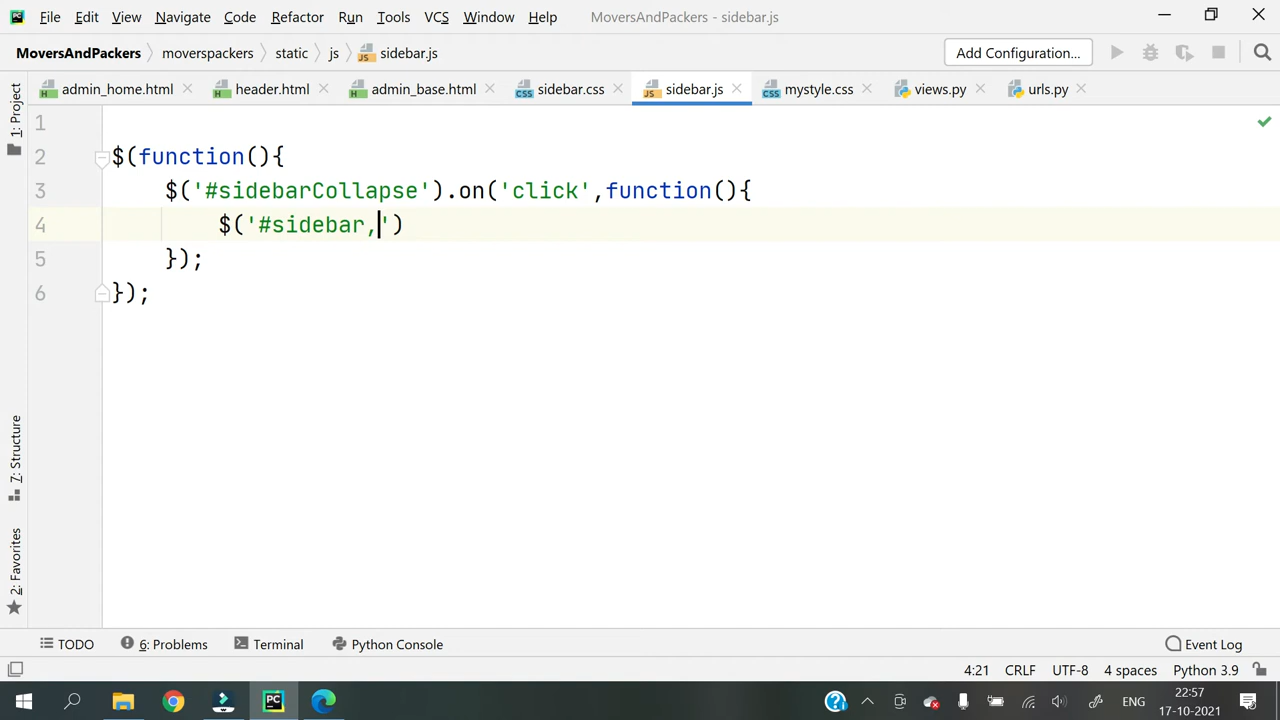 File Edit View Navigate Code Refactor Run Tools VCS Window Help MoversAndPackers - sidebar.js
MoversAndPackers moverspackers static js sidebar.js Add Configuration...
admin_home.html header.html admin_base.html sidebar.css sidebar.js mystyle.css views.py urls.py
1: Project
1
2 $(function(){
3 $('#sidebarCollapse').on('click',function(){
4 $('#sidebar,')
5 });
6 });
7: Structure
2: Favorites
TODO 6: Problems Terminal Python Console Event Log
4:21 CRLF UTF-8 4 spaces Python 3.9
ENG 22:57
17-10-2021